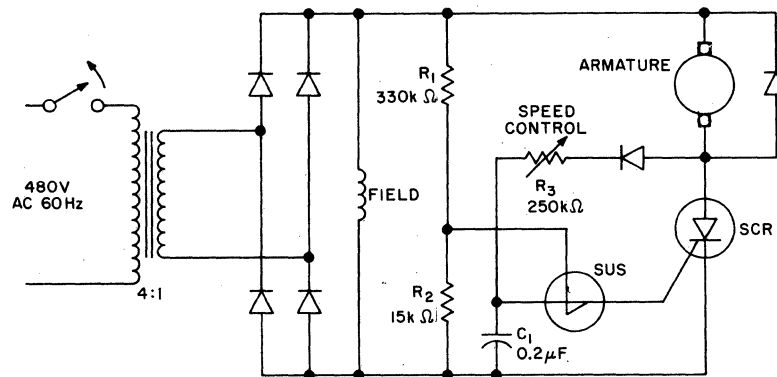 480V
AC 60Hz
4:1
FIELD
R1
330k Ω
R2
15k Ω
SPEED
CONTROL
R3
250kΩ
ARMATURE
SCR
SUS
C1
0.2μF